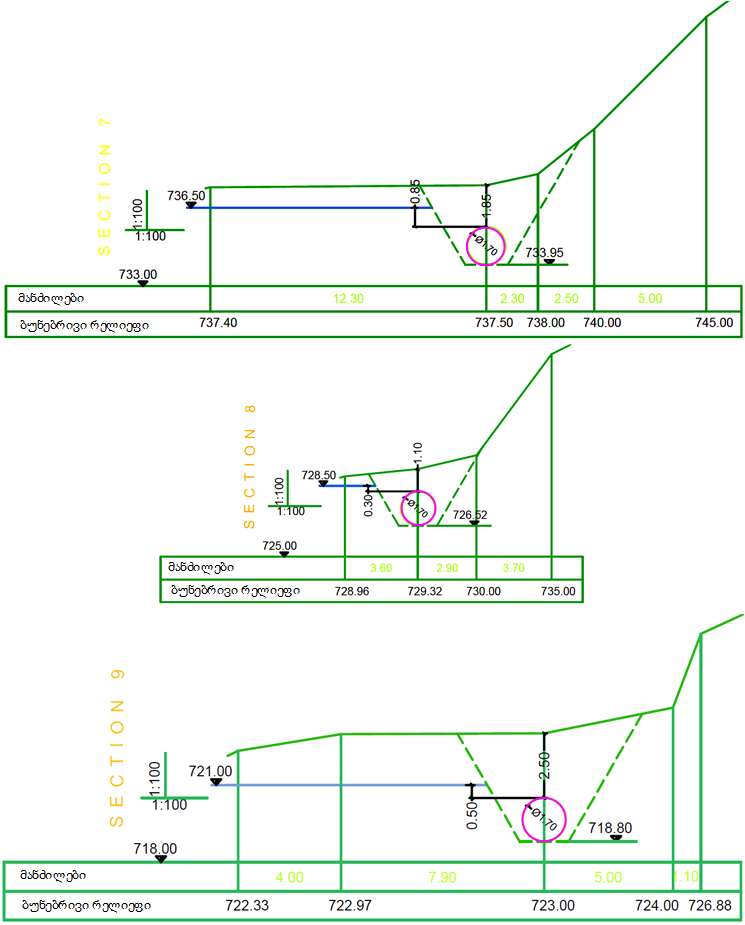 SECTION 7
1:100
1:100
736.50
0.85
1.85
Ø1.70
733.95
733.00
მანძილები 12.30 2.30 2.50 5.00
ბუნებრივი რელიეფი 737.40 737.50 738.00 740.00 745.00
SECTION 8
1:100
1:100
728.50
0.30
1.10
Ø1.70
726.52
725.00
მანძილები 3.60 2.90 3.70
ბუნებრივი რელიეფი 728.96 729.32 730.00 735.00
SECTION 9
1:100
1:100
721.00
0.50
2.50
Ø1.70
718.80
718.00
მანძილები 4.00 7.90 5.00 1.10
ბუნებრივი რელიეფი 722.33 722.97 723.00 724.00 726.88